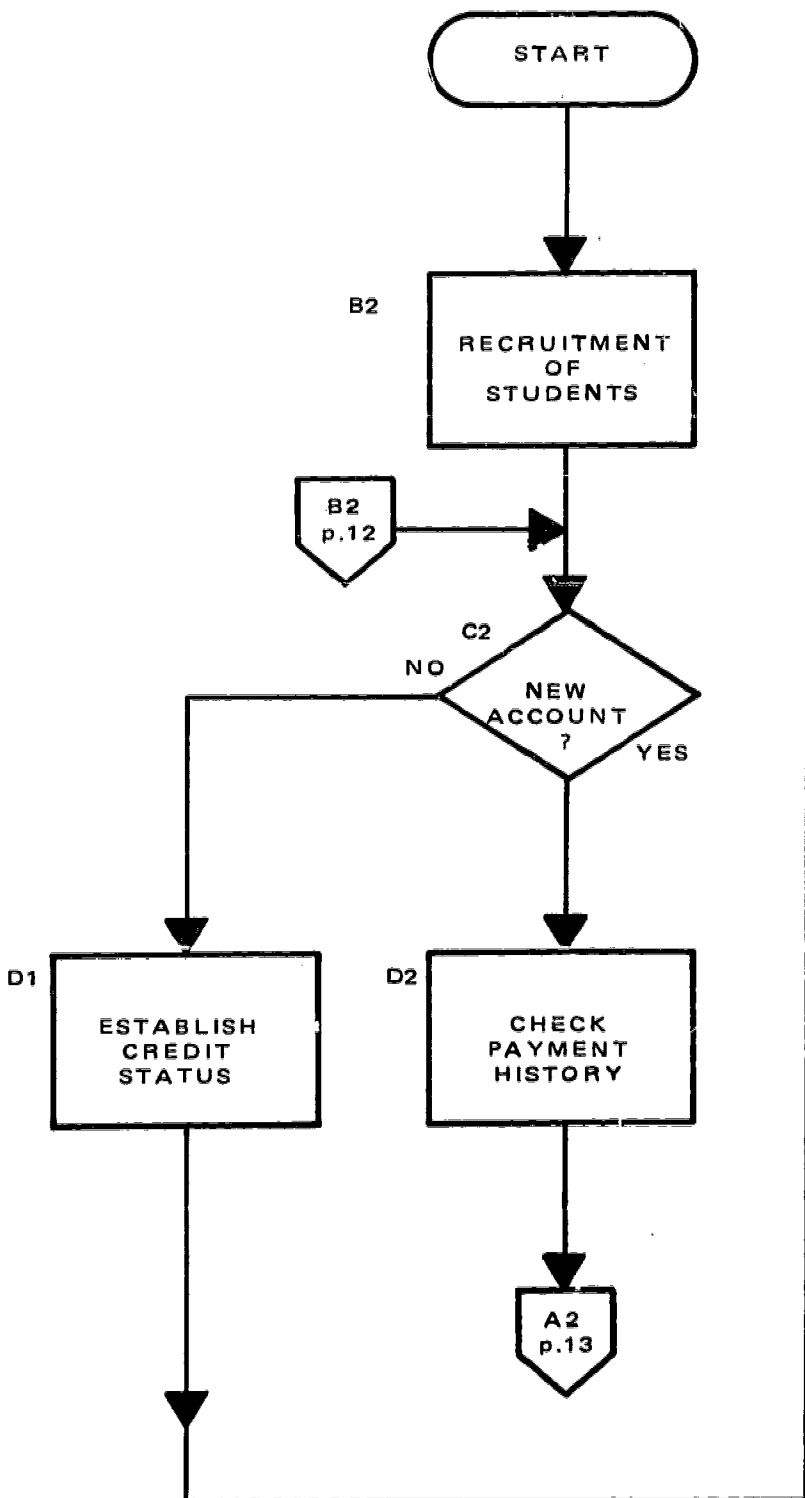 START
B2
RECRUITMENT
OF
STUDENTS
B2
p.12
C2
NO
NEW
ACCOUNT
?
YES
D1
ESTABLISH
CREDIT
STATUS
D2
CHECK
PAYMENT
HISTORY
A2
p.13